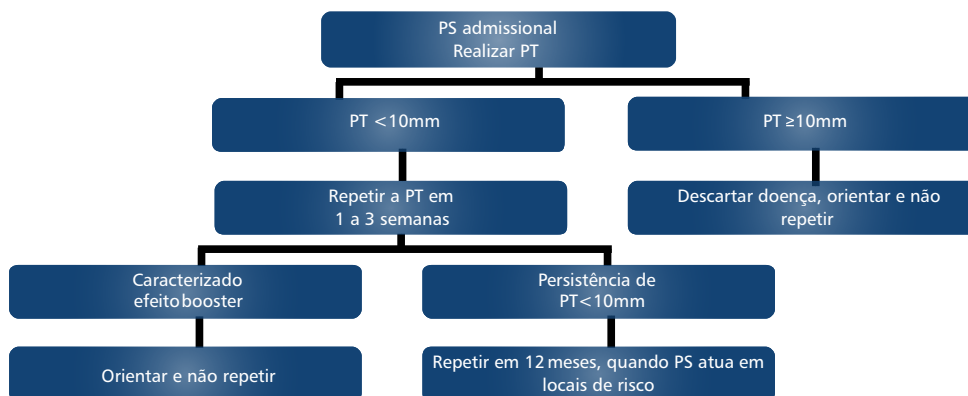 PS admissional
Realizar PT
PT <10mm
PT ≥10mm
Repetir a PT em
1 a 3 semanas
Descartar doença, orientar e não
repetir
Caracterizado
efeito booster
Persistência de
PT<10mm
Orientar e não repetir
Repetir em 12 meses, quando PS atua em
locais de risco